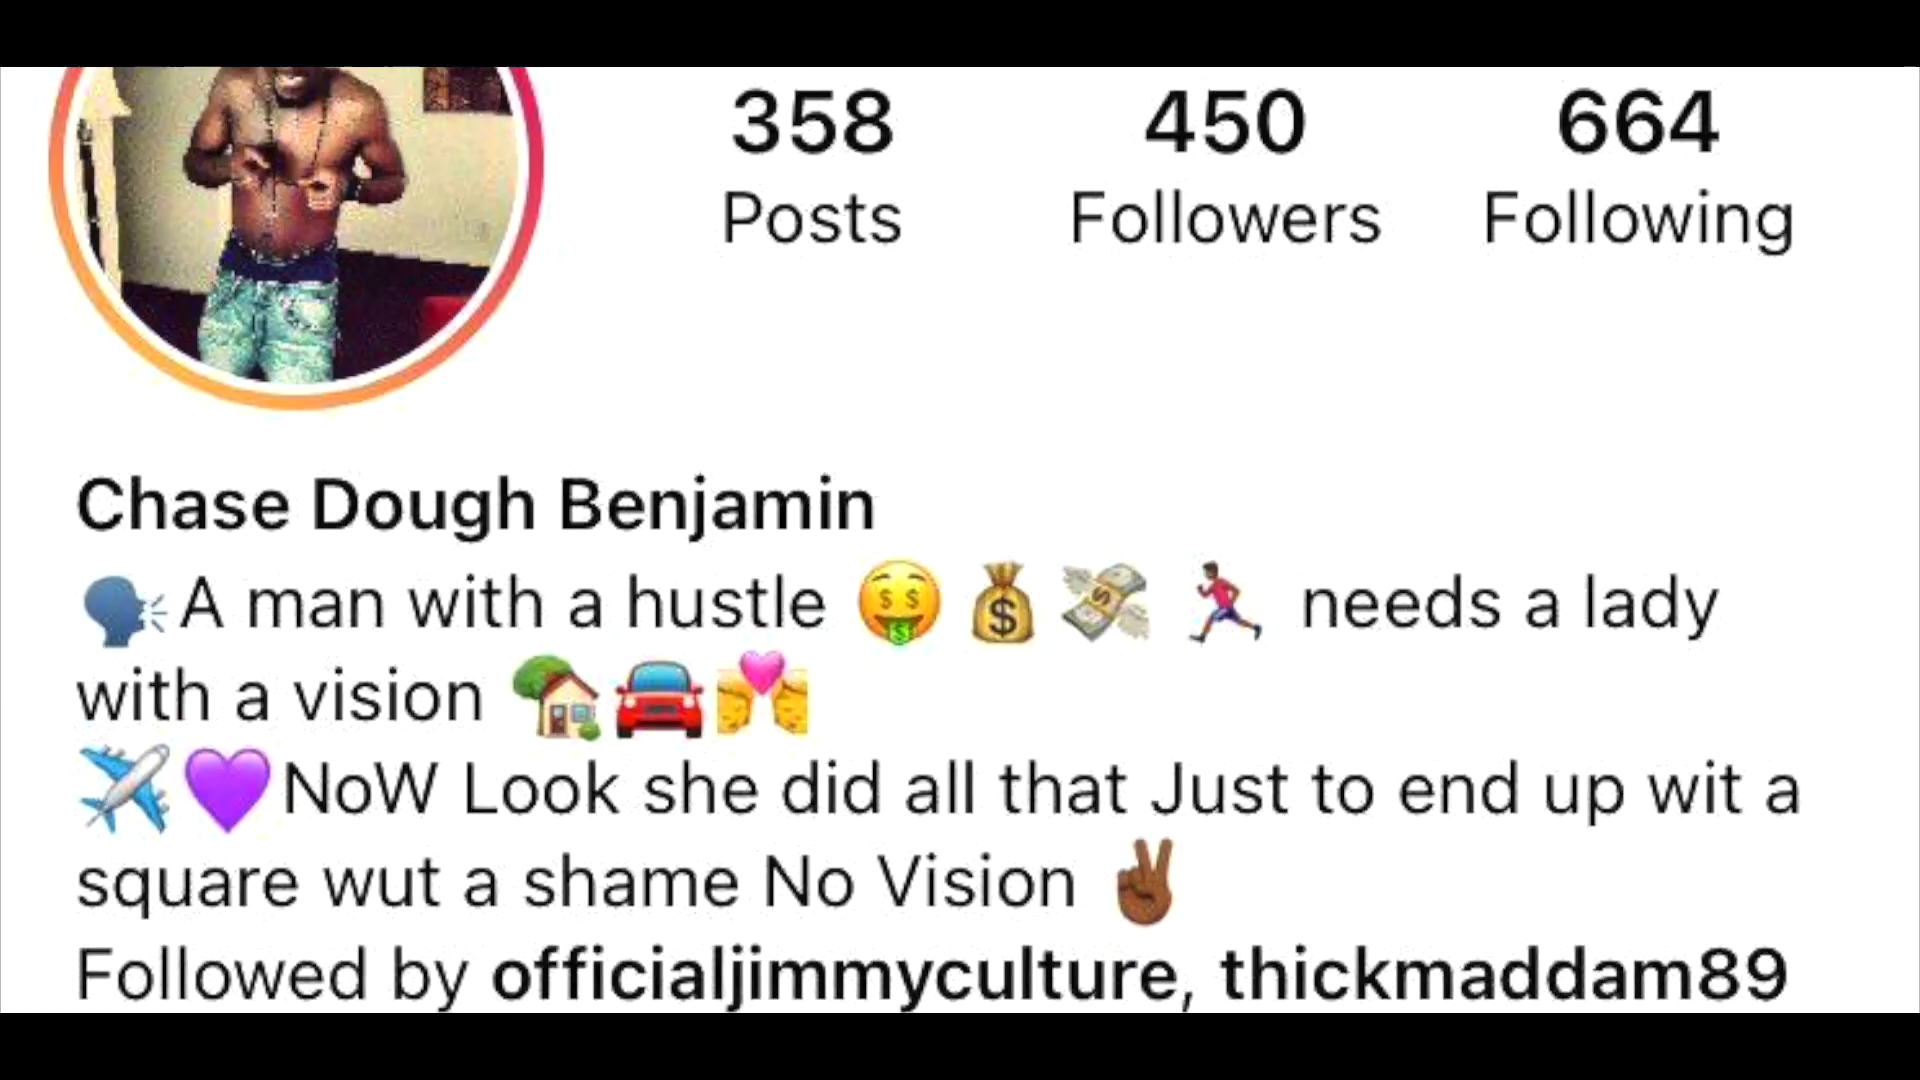 358 450 664
Posts Followers Following
Chase Dough Benjamin
🗣️A man with a hustle 🤑 💰 💸 🏃🏾‍♂️ needs a lady
with a vision 🏡🚘💏
✈️💜NoW Look she did all that Just to end up wit a
square wut a shame No Vision ✌🏾
Followed by officialjimmyculture, thickmaddam89